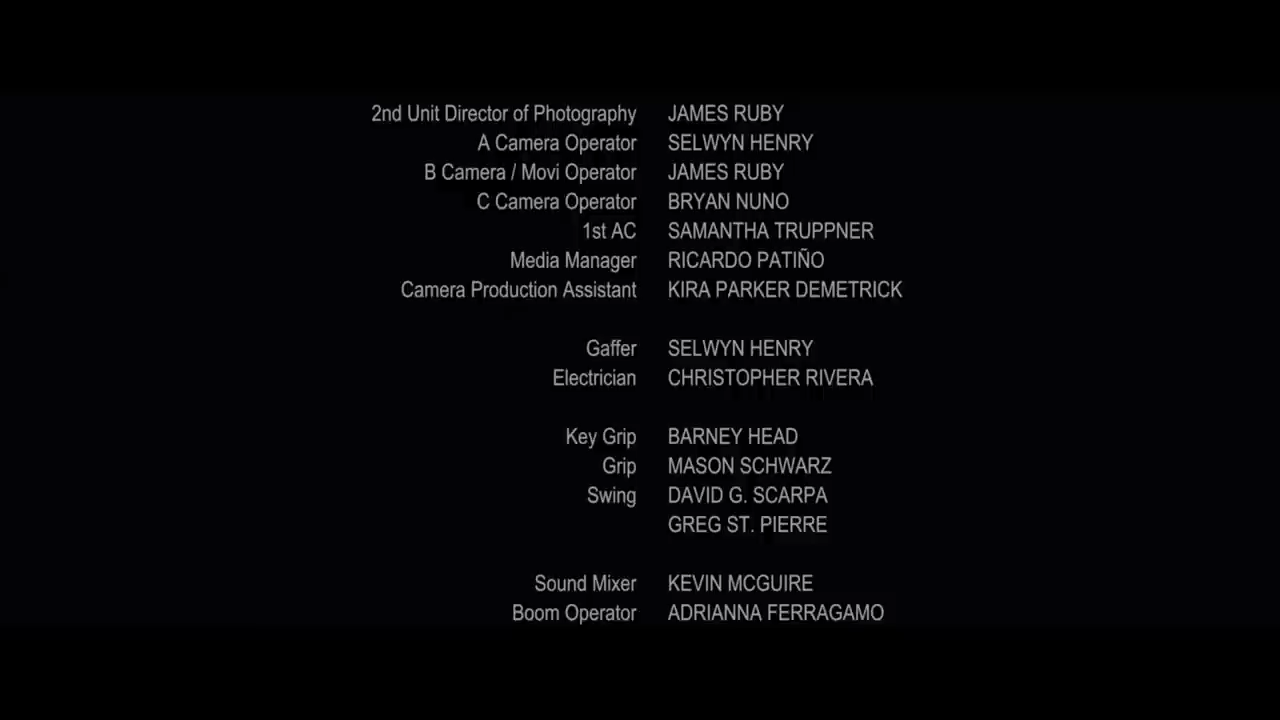 2nd Unit Director of Photography JAMES RUBY
A Camera Operator SELWYN HENRY
B Camera / Movi Operator JAMES RUBY
C Camera Operator BRYAN NUNO
1st AC SAMANTHA TRUPPNER
Media Manager RICARDO PATIÑO
Camera Production Assistant KIRA PARKER DEMETRICK
Gaffer SELWYN HENRY
Electrician CHRISTOPHER RIVERA
Key Grip BARNEY HEAD
Grip MASON SCHWARZ
Swing DAVID G. SCARPA
GREG ST. PIERRE
Sound Mixer KEVIN MCGUIRE
Boom Operator ADRIANNA FERRAGAMO